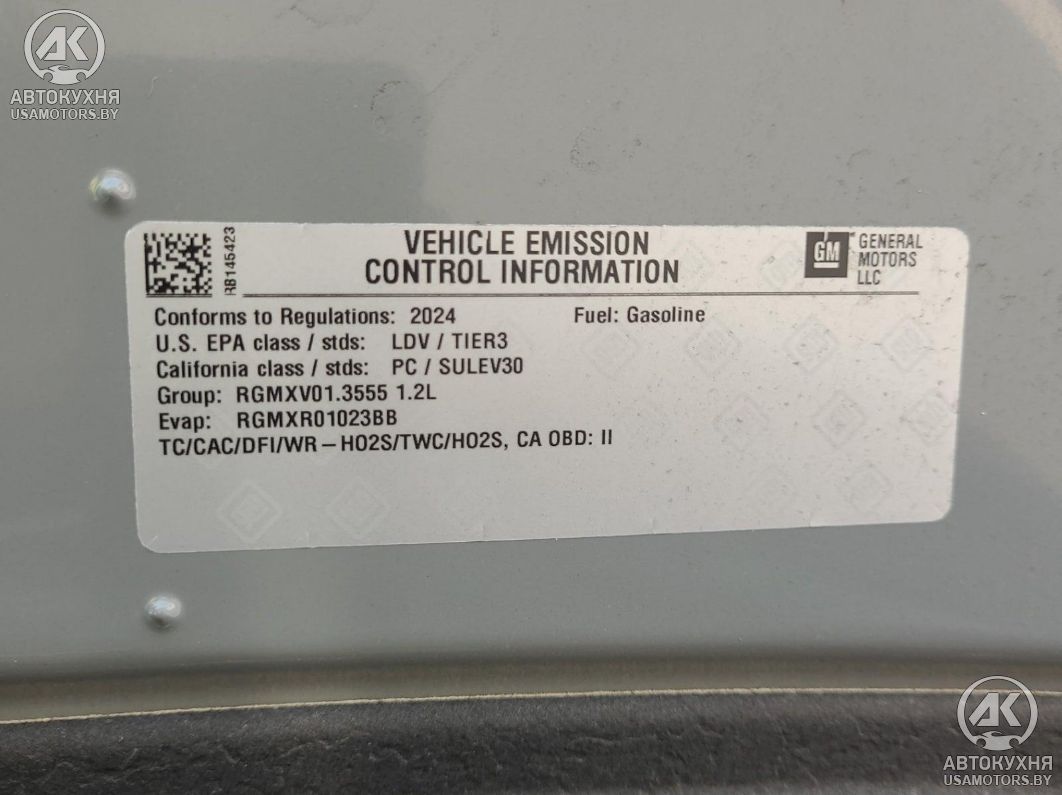 AK
АВТОКУХНЯ
USAMOTORS.BY
RB145423
VEHICLE EMISSION
CONTROL INFORMATION
GM
GENERAL
MOTORS
LLC
Conforms to Regulations: 2024
Fuel: Gasoline
U.S. EPA class / stds: LDV / TIER3
California class / stds: PC / SULEV30
Group: RGMXV01.3555 1.2L
Evap: RGMXR01023BB
TC/CAC/DFI/WR-HO2S/TWC/HO2S, CA OBD: II
AK
АВТОКУХНЯ
USAMOTORS.BY